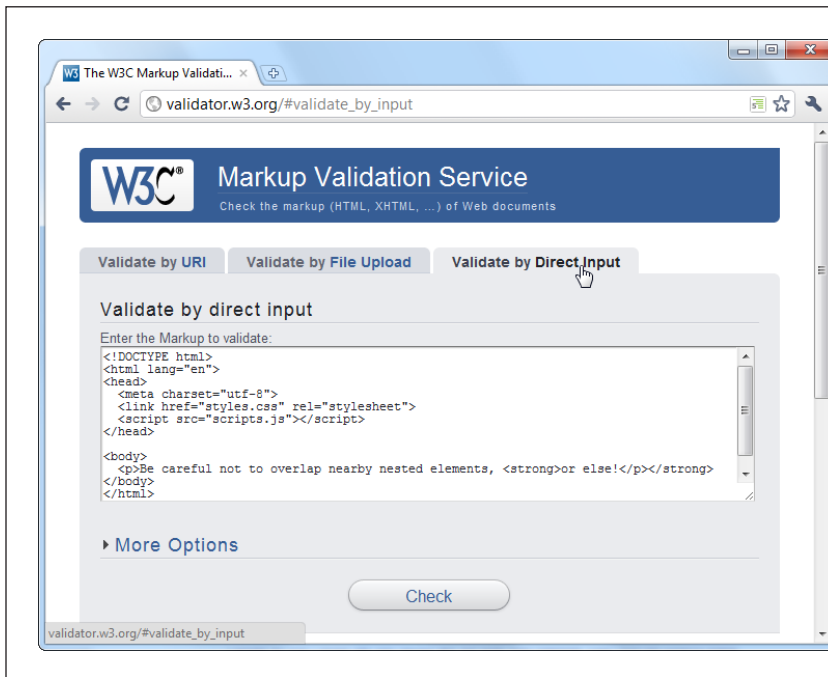 The W3C Markup Validati...
validator.w3.org/#validate_by_input
W3C® Markup Validation Service
Check the markup (HTML, XHTML, …) of Web documents
Validate by URI Validate by File Upload Validate by Direct Input
Validate by direct input
Enter the Markup to validate:
<!DOCTYPE html>
<html lang="en">
<head>
  <meta charset="utf-8">
  <link href="styles.css" rel="stylesheet">
  <script src="scripts.js"></script>
</head>

<body>
  <p>Be careful not to overlap nearby nested elements, <strong>or else!</p></strong>
</body>
</html>
More Options
Check
validator.w3.org/#validate_by_input